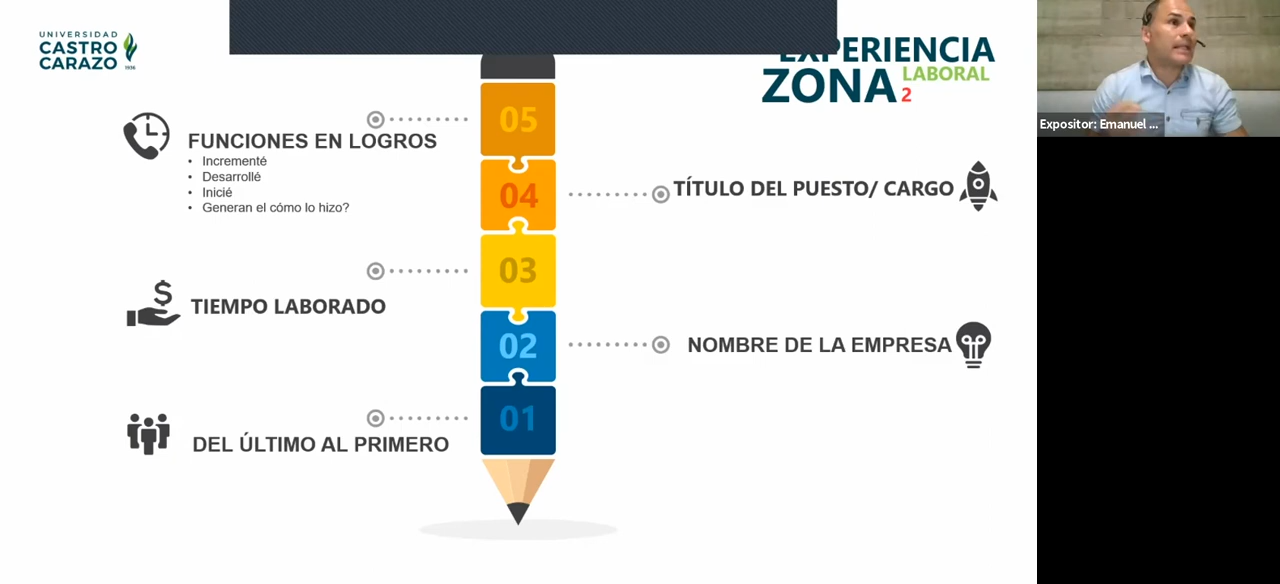 UNIVERSIDAD
CASTRO
CARAZO
1936
EXPERIENCIA
LABORAL
ZONA
2
Expositor: Emanuel ...
05
FUNCIONES EN LOGROS
• Incrementé
• Desarrollé
• Inicié
• Generan el cómo lo hizo?
04
TÍTULO DEL PUESTO/ CARGO
03
TIEMPO LABORADO
02
NOMBRE DE LA EMPRESA
01
DEL ÚLTIMO AL PRIMERO